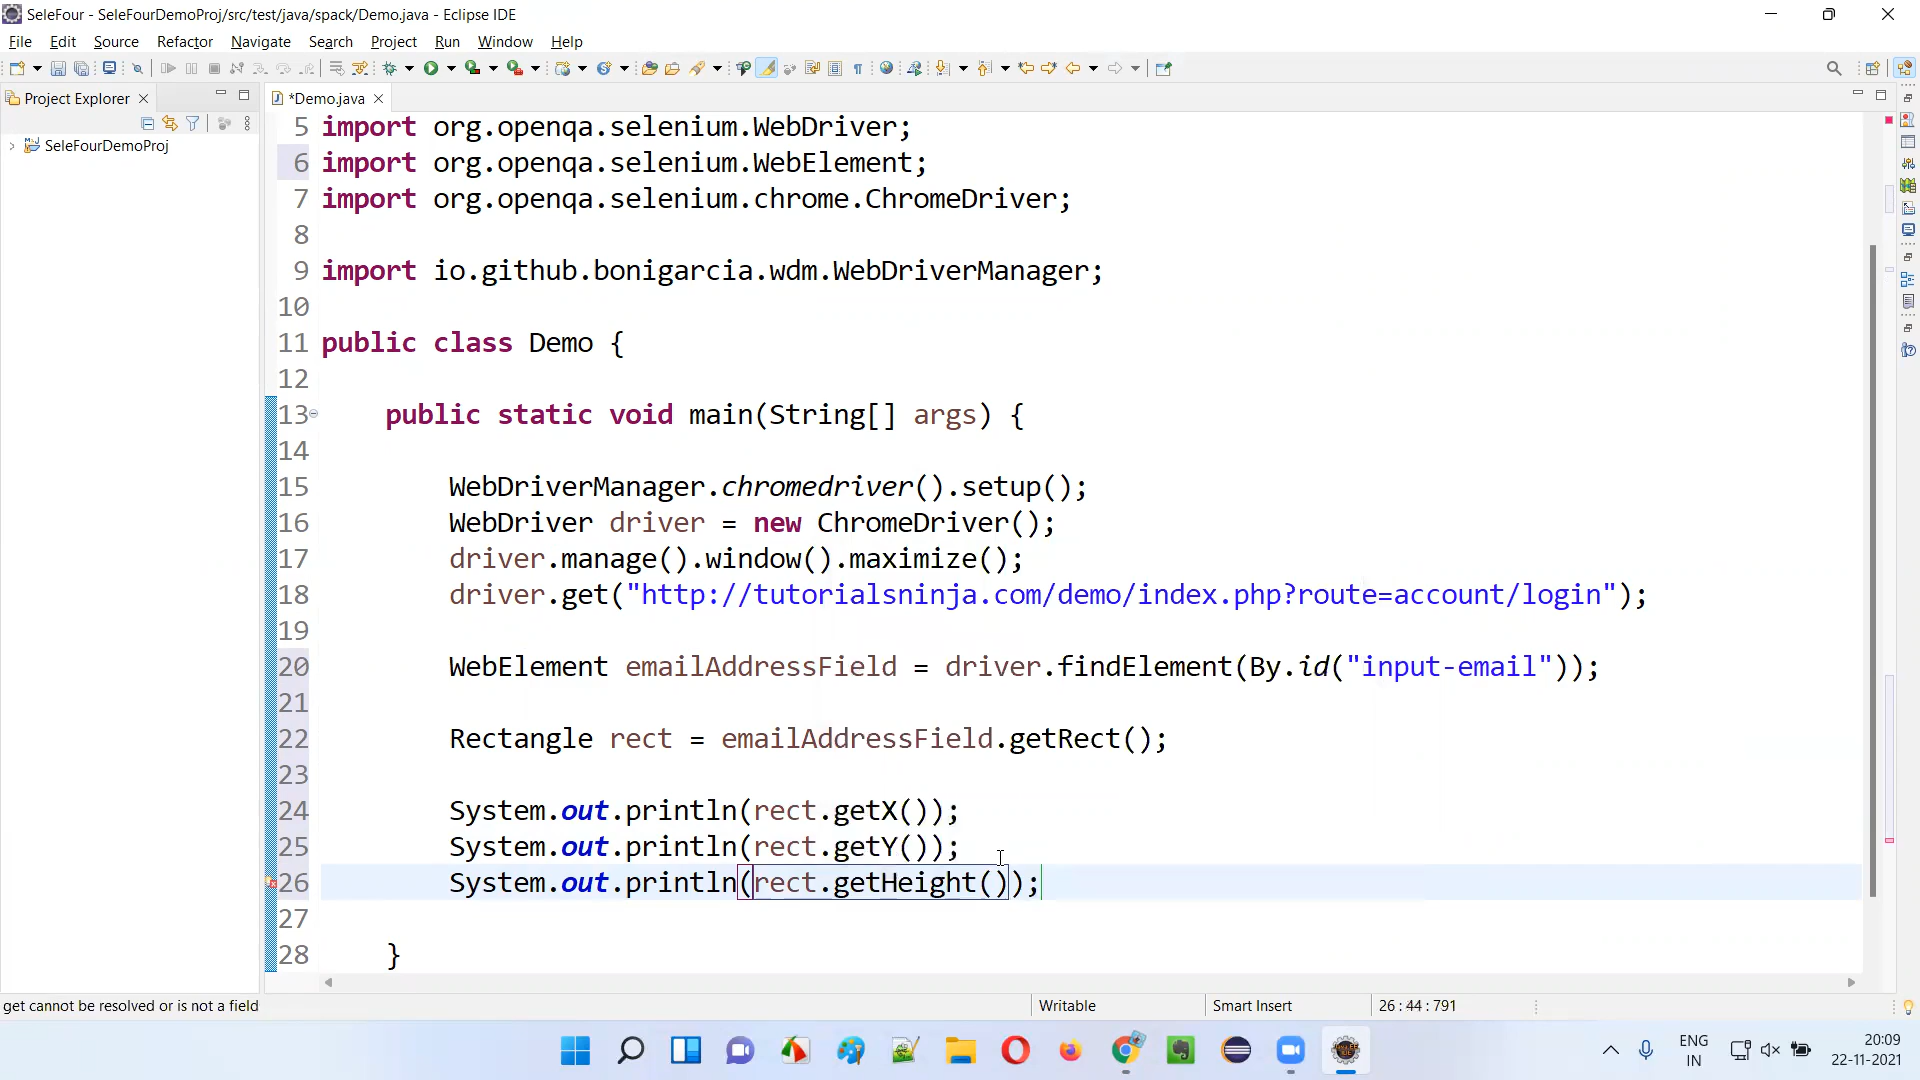 SeleFour - SeleFourDemoProj/src/test/java/spack/Demo.java - Eclipse IDE
File Edit Source Refactor Navigate Search Project Run Window Help
Project Explorer
*Demo.java
SeleFourDemoProj
5 import org.openqa.selenium.WebDriver;
6 import org.openqa.selenium.WebElement;
7 import org.openqa.selenium.chrome.ChromeDriver;
8
9 import io.github.bonigarcia.wdm.WebDriverManager;
10
11 public class Demo {
12
13 public static void main(String[] args) {
14
15 WebDriverManager.chromedriver().setup();
16 WebDriver driver = new ChromeDriver();
17 driver.manage().window().maximize();
18 driver.get("http://tutorialsninja.com/demo/index.php?route=account/login");
19
20 WebElement emailAddressField = driver.findElement(By.id("input-email"));
21
22 Rectangle rect = emailAddressField.getRect();
23
24 System.out.println(rect.getX());
25 System.out.println(rect.getY());
26 System.out.println(rect.getHeight());
27
28 }
get cannot be resolved or is not a field
Writable
Smart Insert
26 : 44 : 791
ENG
IN
20:09
22-11-2021